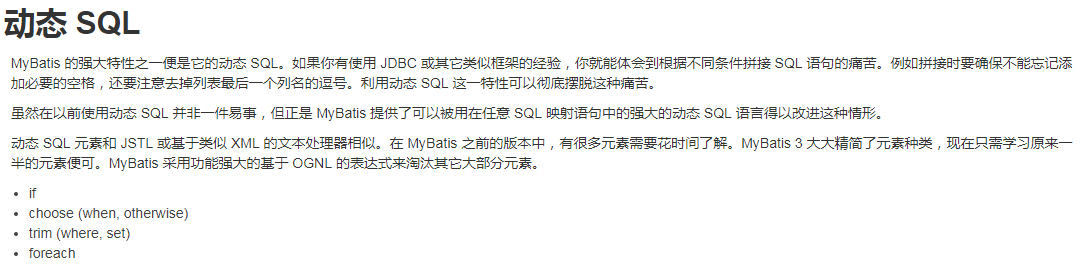 动态 SQL
MyBatis 的强大特性之一便是它的动态 SQL。如果你有使用 JDBC 或其它类似框架的经验，你就能体会到根据不同条件拼接 SQL 语句的痛苦。例如拼接时要确保不能忘记添
加必要的空格，还要注意去掉列表最后一个列名的逗号。利用动态 SQL 这一特性可以彻底摆脱这种痛苦。
虽然在以前使用动态 SQL 并非一件易事，但正是 MyBatis 提供了可以被用在任意 SQL 映射语句中的强大的动态 SQL 语言得以改进这种情形。
动态 SQL 元素和 JSTL 或基于类似 XML 的文本处理器相似。在 MyBatis 之前的版本中，有很多元素需要花时间了解。MyBatis 3 大大精简了元素种类，现在只需学习原来一
半的元素便可。MyBatis 采用功能强大的基于 OGNL 的表达式来淘汰其它大部分元素。
• if
• choose (when, otherwise)
• trim (where, set)
• foreach